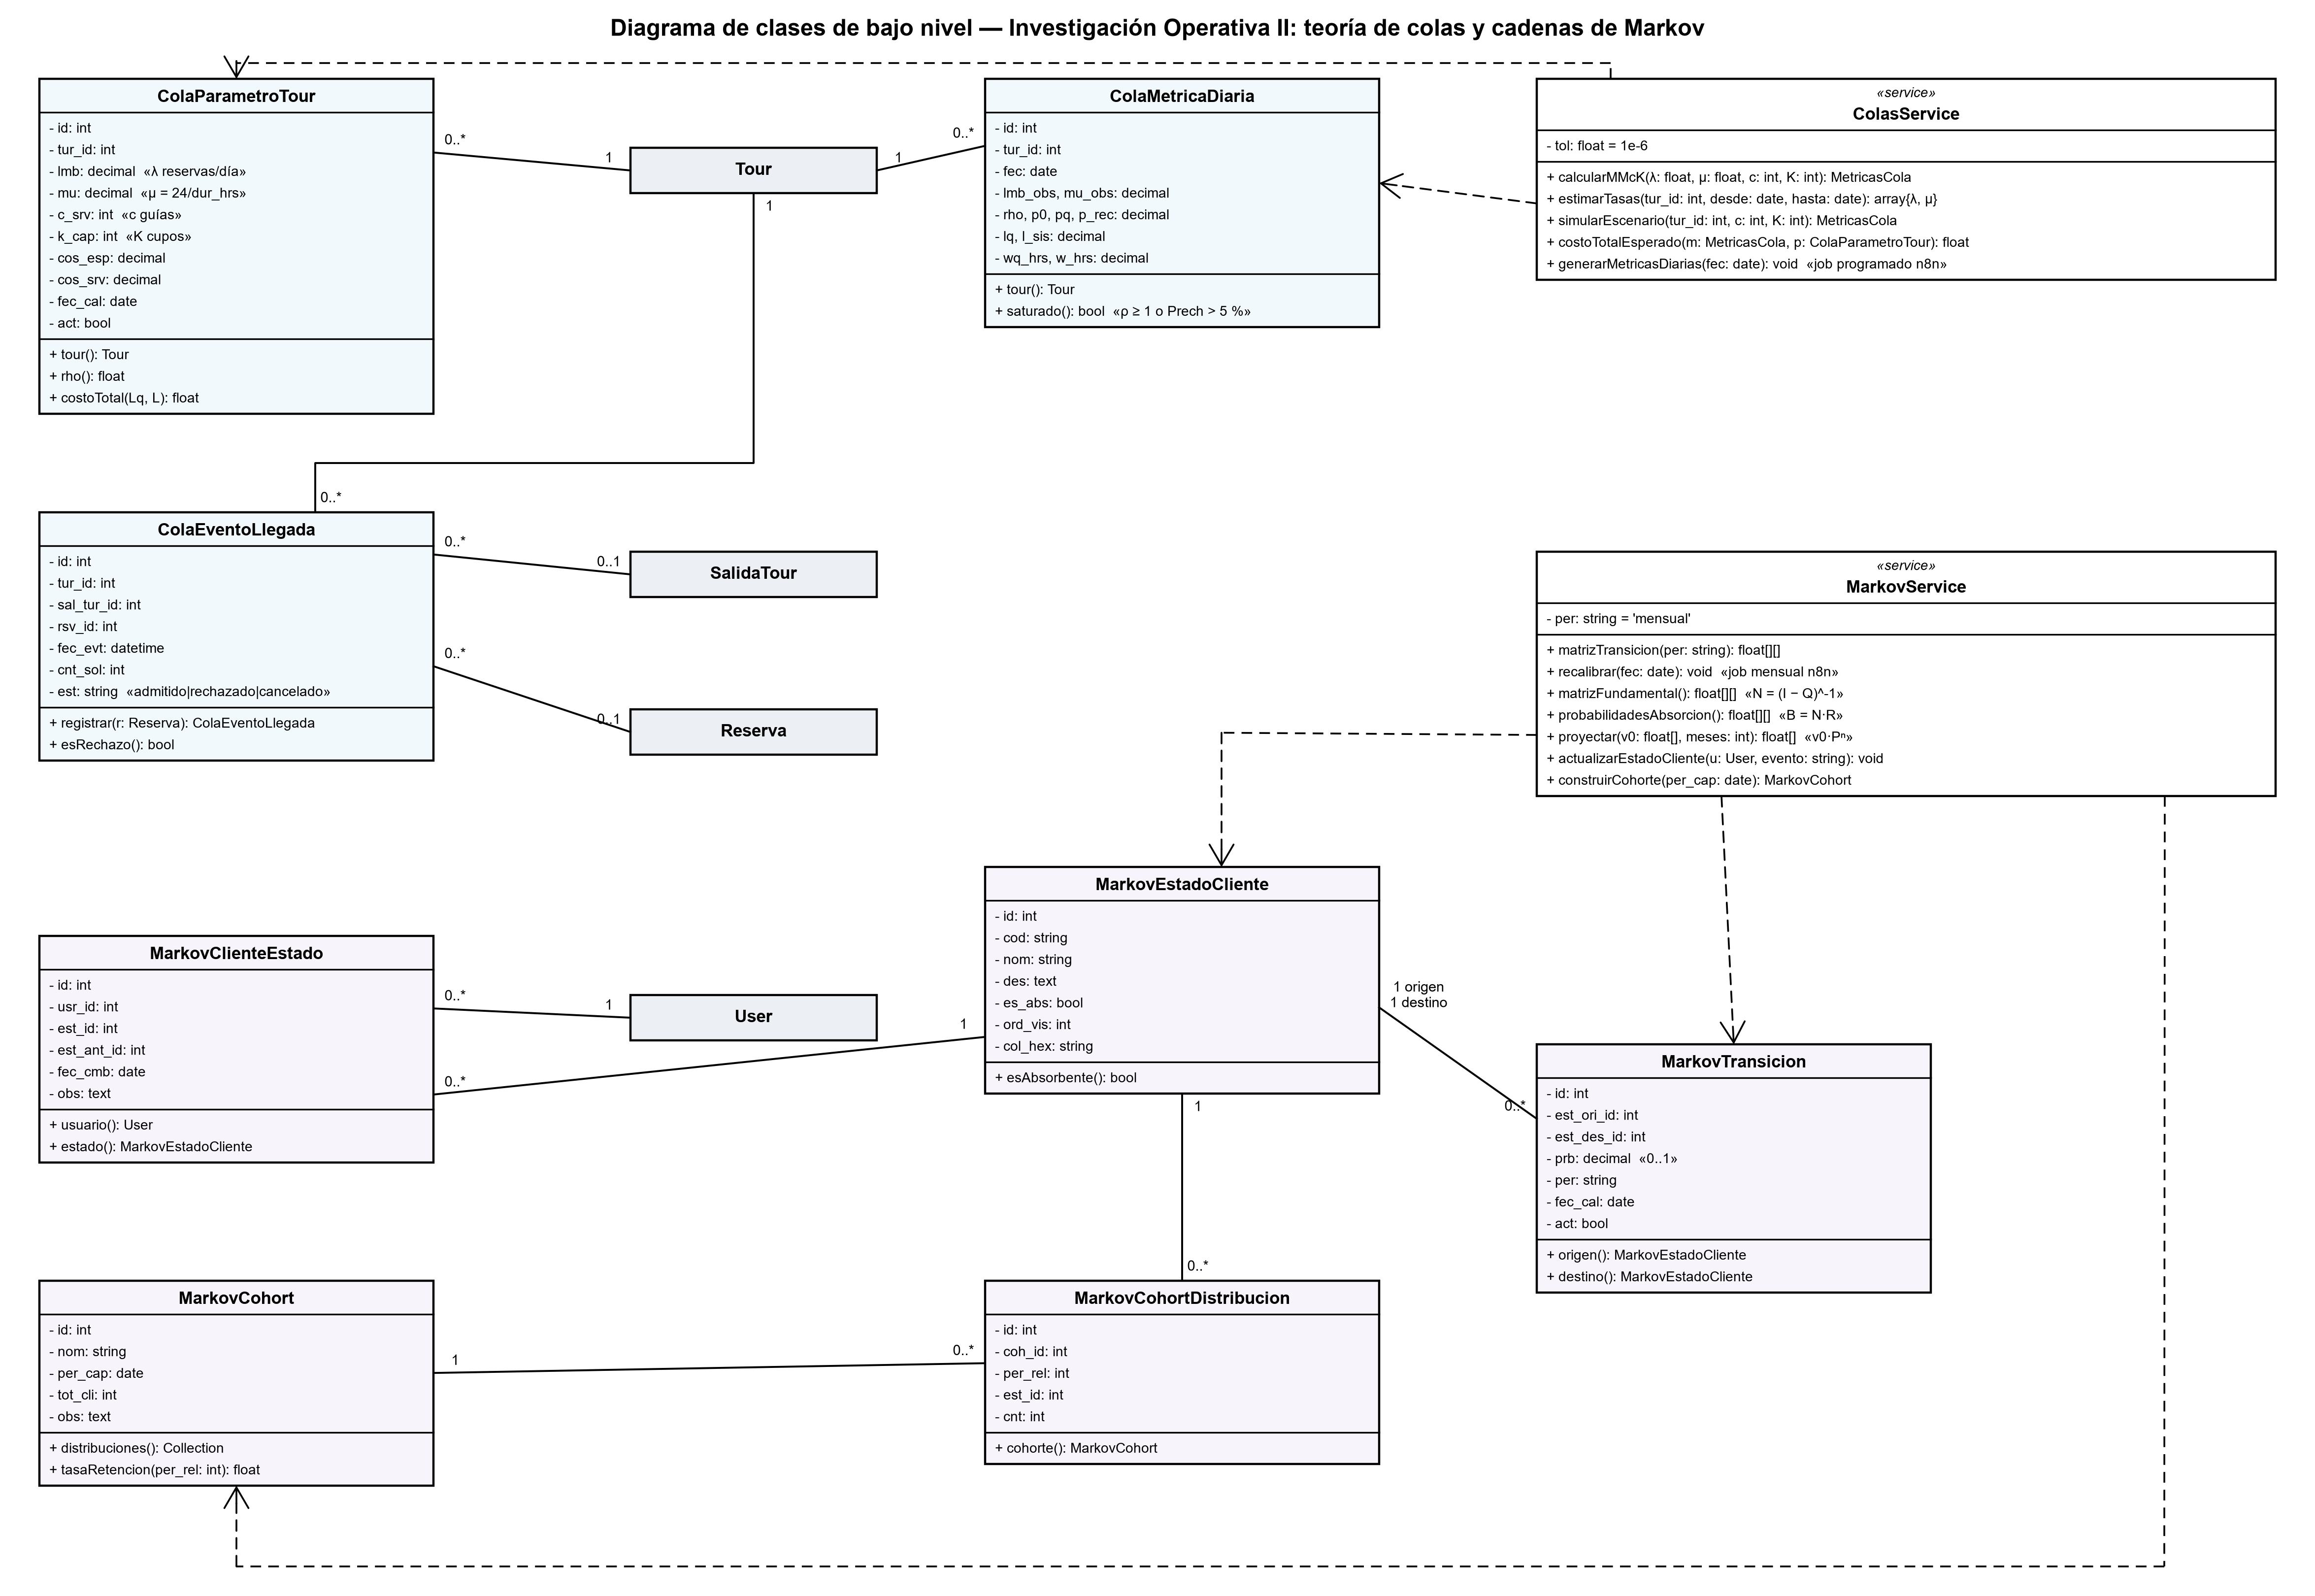 Diagrama de clases de bajo nivel — Investigación Operativa II: teoría de colas y cadenas de Markov
ColaParametroTour
- id: int
- tur_id: int
- lmb: decimal «λ reservas/día»
- mu: decimal «μ = 24/dur_hrs»
- c_srv: int «c guías»
- k_cap: int «K cupos»
- cos_esp: decimal
- cos_srv: decimal
- fec_cal: date
- act: bool
+ tour(): Tour
+ rho(): float
+ costoTotal(Lq, L): float
0..*
1
Tour
1
0..*
1
ColaMetricaDiaria
- id: int
- tur_id: int
- fec: date
- lmb_obs, mu_obs: decimal
- rho, p0, pq, p_rec: decimal
- lq, l_sis: decimal
- wq_hrs, w_hrs: decimal
+ tour(): Tour
+ saturado(): bool «ρ ≥ 1 o Prech > 5 %»
«service»
ColasService
- tol: float = 1e-6
+ calcularMMcK(λ: float, μ: float, c: int, K: int): MetricasCola
+ estimarTasas(tur_id: int, desde: date, hasta: date): array{λ, μ}
+ simularEscenario(tur_id: int, c: int, K: int): MetricasCola
+ costoTotalEsperado(m: MetricasCola, p: ColaParametroTour): float
+ generarMetricasDiarias(fec: date): void «job programado n8n»
0..*
ColaEventoLlegada
- id: int
- tur_id: int
- sal_tur_id: int
- rsv_id: int
- fec_evt: datetime
- cnt_sol: int
- est: string «admitido|rechazado|cancelado»
+ registrar(r: Reserva): ColaEventoLlegada
+ esRechazo(): bool
0..*
0..1
SalidaTour
0..*
0..1
Reserva
«service»
MarkovService
- per: string = 'mensual'
+ matrizTransicion(per: string): float[][]
+ recalibrar(fec: date): void «job mensual n8n»
+ matrizFundamental(): float[][] «N = (I − Q)^-1»
+ probabilidadesAbsorcion(): float[][] «B = N·R»
+ proyectar(v0: float[], meses: int): float[] «v0·Pⁿ»
+ actualizarEstadoCliente(u: User, evento: string): void
+ construirCohorte(per_cap: date): MarkovCohort
MarkovClienteEstado
- id: int
- usr_id: int
- est_id: int
- est_ant_id: int
- fec_cmb: date
- obs: text
+ usuario(): User
+ estado(): MarkovEstadoCliente
0..*
1
User
0..*
1
MarkovEstadoCliente
- id: int
- cod: string
- nom: string
- des: text
- es_abs: bool
- ord_vis: int
- col_hex: string
+ esAbsorbente(): bool
1 origen
1 destino
0..*
MarkovTransicion
- id: int
- est_ori_id: int
- est_des_id: int
- prb: decimal «0..1»
- per: string
- fec_cal: date
- act: bool
+ origen(): MarkovEstadoCliente
+ destino(): MarkovEstadoCliente
1
0..*
MarkovCohort
- id: int
- nom: string
- per_cap: date
- tot_cli: int
- obs: text
+ distribuciones(): Collection
+ tasaRetencion(per_rel: int): float
1
0..*
MarkovCohortDistribucion
- id: int
- coh_id: int
- per_rel: int
- est_id: int
- cnt: int
+ cohorte(): MarkovCohort